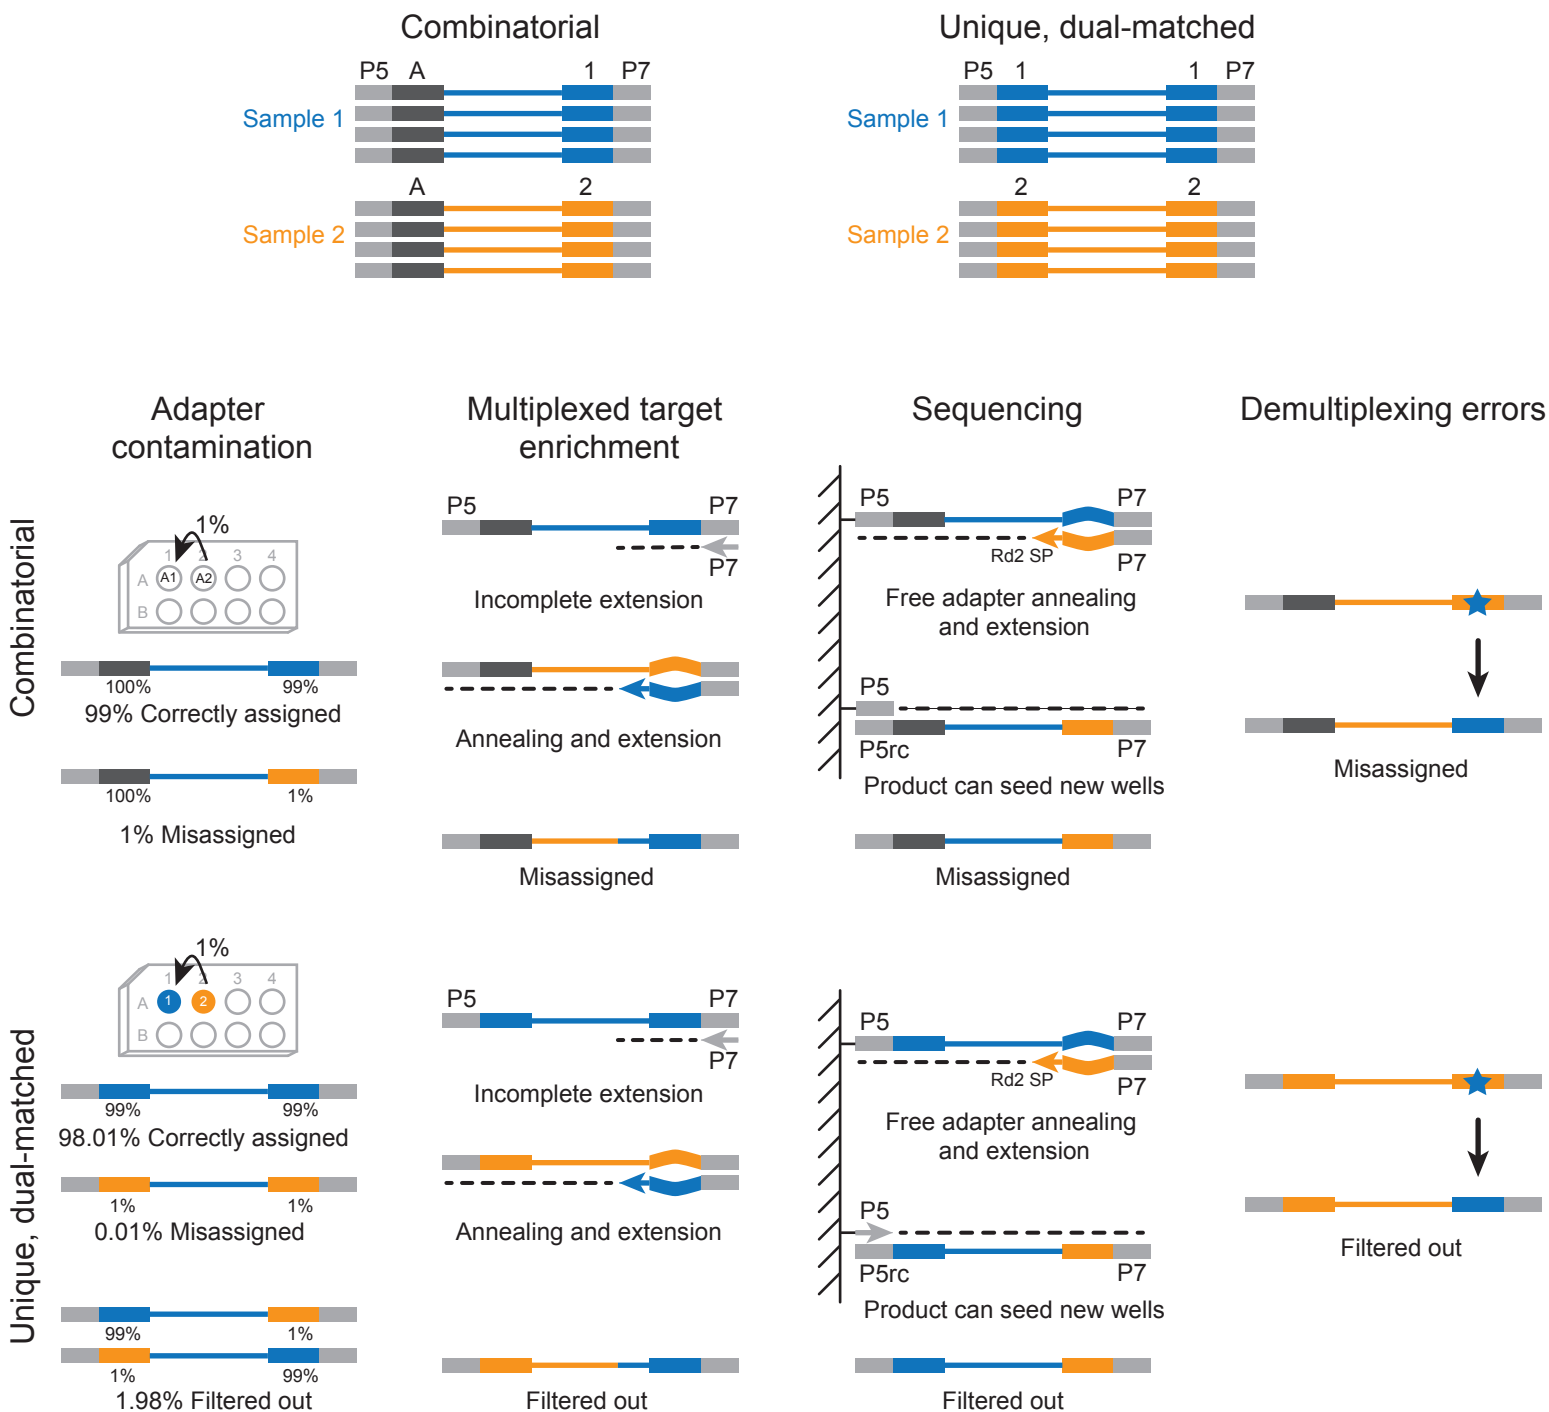 Combinatorial
P5 A 1 P7
Sample 1
A 2
Sample 2
Unique, dual-matched
P5 1 1 P7
Sample 1
2 2
Sample 2
Adapter
contamination
Multiplexed target
enrichment
Sequencing
Demultiplexing errors
Combinatorial
1%
1 2 3 4
A A1 A2
B
100% 99%
99% Correctly assigned
100% 1%
1% Misassigned
P5 P7
P7
Incomplete extension
Annealing and extension
Misassigned
P5 P7
Rd2 SP P7
Free adapter annealing
and extension
P5
P5rc P7
Product can seed new wells
Misassigned
Misassigned
Unique, dual-matched
1%
1 2 3 4
A 1 2
B
99% 99%
98.01% Correctly assigned
1% 1%
0.01% Misassigned
99% 1%
1% 99%
1.98% Filtered out
P5 P7
P7
Incomplete extension
Annealing and extension
Filtered out
P5 P7
Rd2 SP P7
Free adapter annealing
and extension
P5
P5rc P7
Product can seed new wells
Filtered out
Filtered out